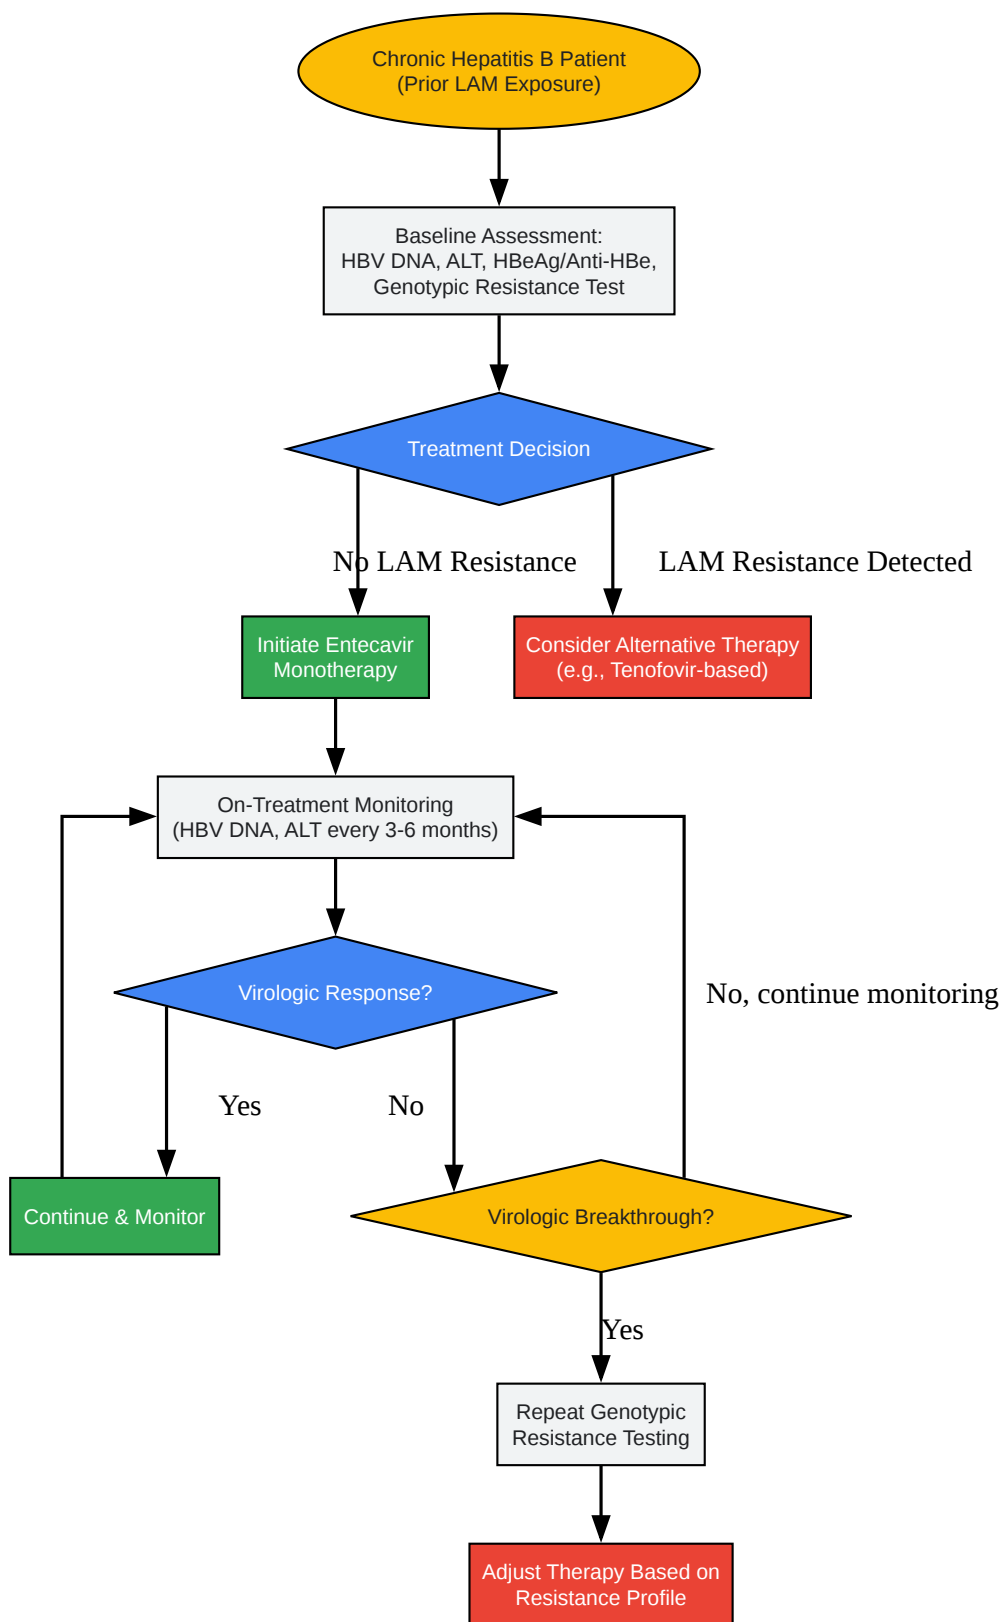 Chronic Hepatitis B Patient
(Prior LAM Exposure)
Baseline Assessment:
HBV DNA, ALT, HBeAg/Anti-HBe,
Genotypic Resistance Test
Treatment Decision
No LAM Resistance
LAM Resistance Detected
Initiate Entecavir
Monotherapy
Consider Alternative Therapy
(e.g., Tenofovir-based)
On-Treatment Monitoring
(HBV DNA, ALT every 3-6 months)
Virologic Response?
No, continue monitoring
Yes
No
Continue & Monitor
Virologic Breakthrough?
Yes
Repeat Genotypic
Resistance Testing
Adjust Therapy Based on
Resistance Profile